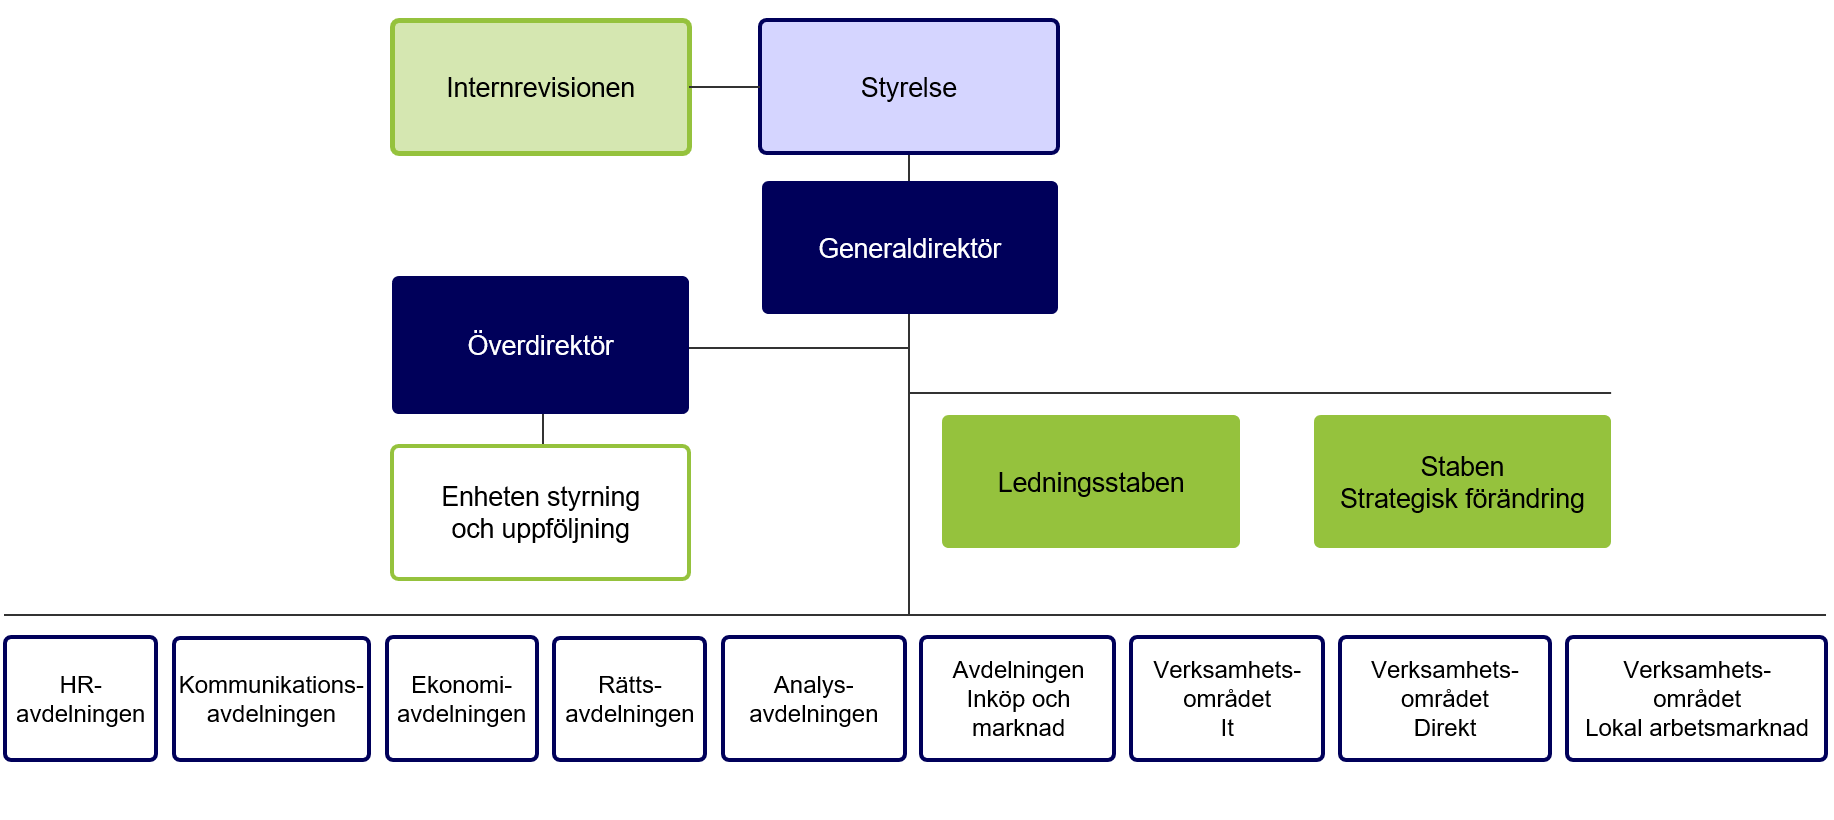 Internrevisionen
Styrelse
Generaldirektör
Överdirektör
Enheten styrning
och uppföljning
Ledningsstaben
Staben
Strategisk förändring
HR-
avdelningen
Kommunikations-
avdelningen
Ekonomi-
avdelningen
Rätts-
avdelningen
Analys-
avdelningen
Avdelningen
Inköp och
marknad
Verksamhets-
området
It
Verksamhets-
området
Direkt
Verksamhets-
området
Lokal arbetsmarknad